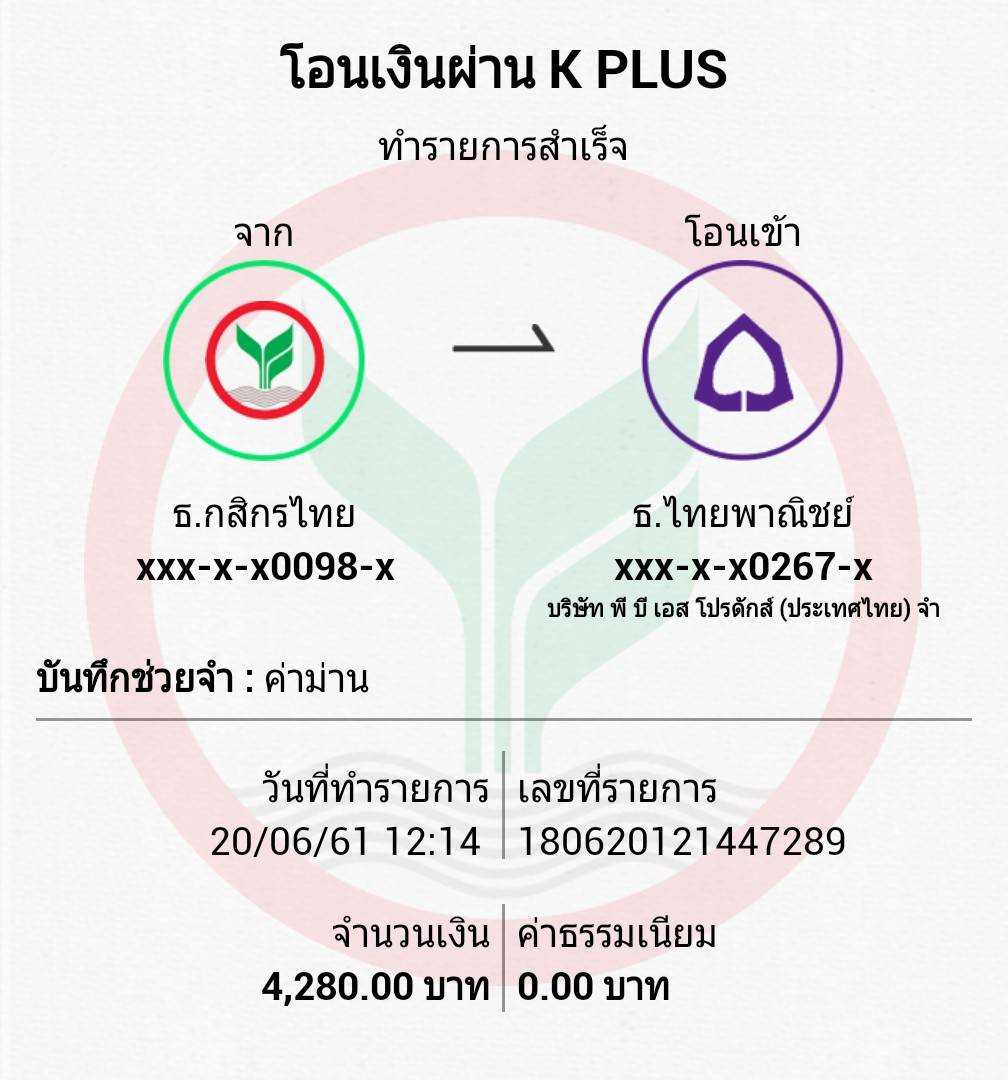 โอนเงินผ่าน K PLUS
ทำรายการสำเร็จ
จาก
โอนเข้า
ธ.กสิกรไทย
xxx-x-x0098-x
ธ.ไทยพาณิชย์
xxx-x-x0267-x
บริษัท พี บี เอส โปรดักส์ (ประเทศไทย) จำ
บันทึกช่วยจำ : ค่าม่าน
วันที่ทำรายการ
20/06/61 12:14
เลขที่รายการ
180620121447289
จำนวนเงิน
4,280.00 บาท
ค่าธรรมเนียม
0.00 บาท